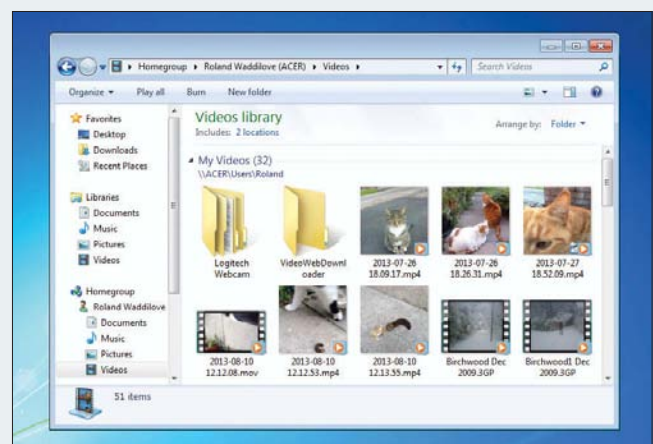 Homegroup Roland Waddilove (ACER) Videos
Search Videos
Organize Play all Burn New folder
Favorites
Desktop
Downloads
Recent Places
Libraries
Documents
Music
Pictures
Videos
Homegroup
Roland Waddilove
Documents
Music
Pictures
Videos
Videos library
Includes: 2 locations
Arrange by: Folder
My Videos (32)
\\ACER\Users\Roland
Logitech
Webcam
VideoWebDownl
oader
2013-07-26
18.09.17.mp4
2013-07-26
18.26.31.mp4
2013-07-27
18.52.09.mp4
2013-08-10
12.12.08.mov
2013-08-10
12.12.53.mp4
2013-08-10
12.13.55.mp4
Birchwood Dec
2009.3GP
Birchwood1 Dec
2009.3GP
51 items